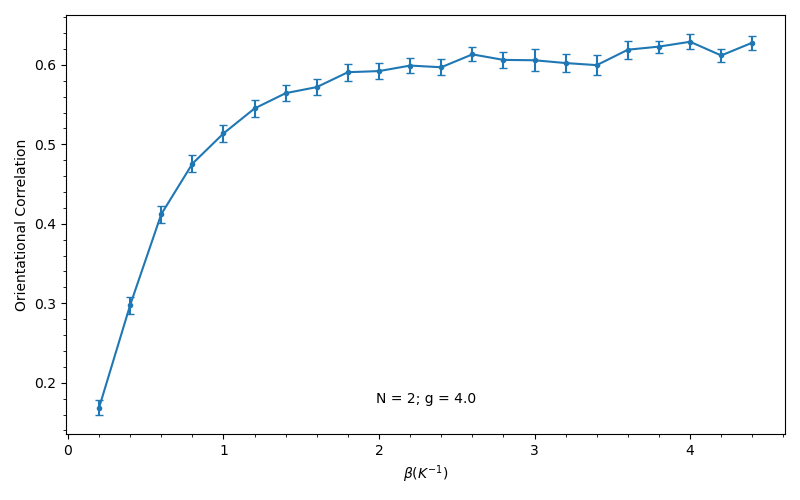 Orientational Correlation
0.6
0.5
0.4
0.3
0.2
N = 2; g = 4.0
0 1 2 3 4
β(K⁻¹)